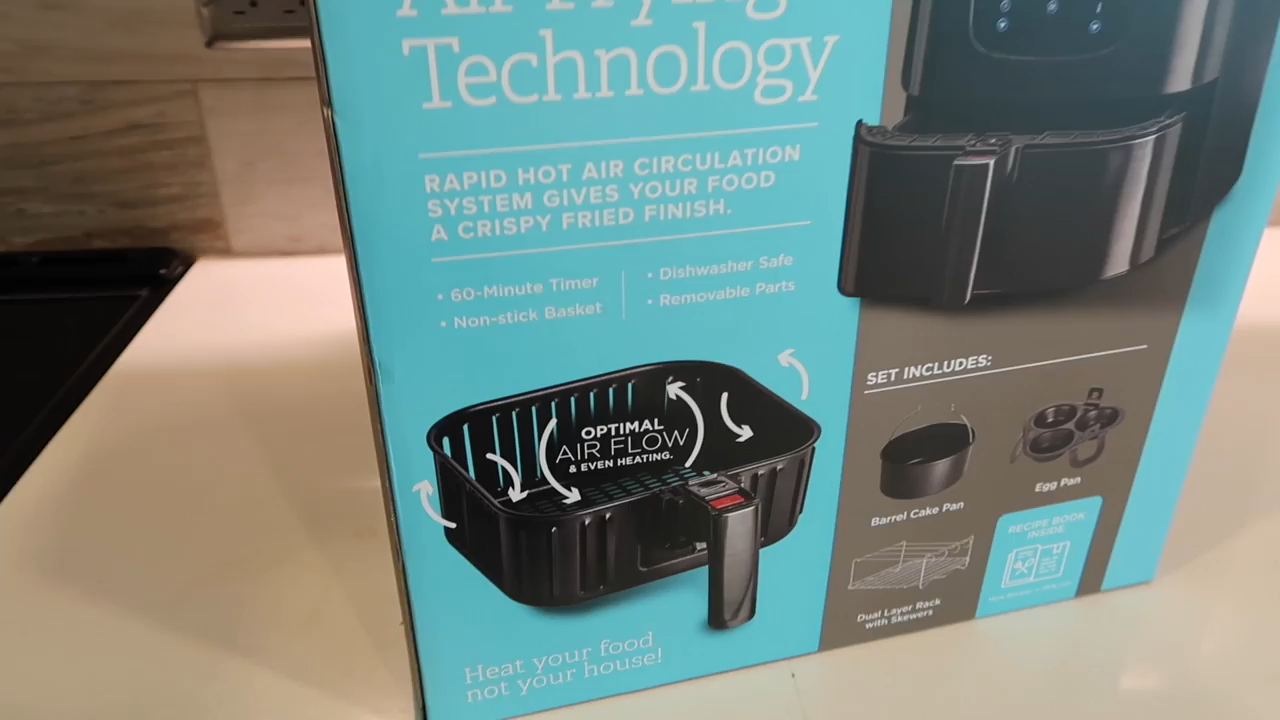 Air Frying
Technology
RAPID HOT AIR CIRCULATION
SYSTEM GIVES YOUR FOOD
A CRISPY FRIED FINISH.
• 60-Minute Timer
• Non-stick Basket
• Dishwasher Safe
• Removable Parts
OPTIMAL
AIR FLOW
& EVEN HEATING.
Heat your food
not your house!
SET INCLUDES:
Barrel Cake Pan
Egg Pan
Dual Layer Rack
with Skewers
RECIPE BOOK
INSIDE